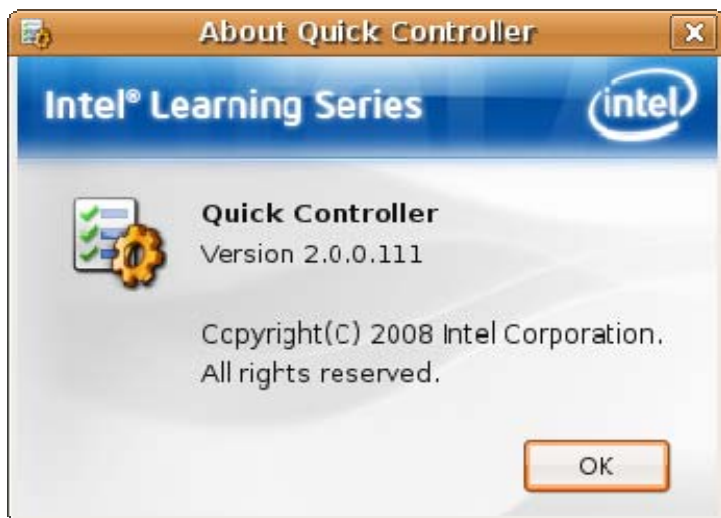 About Quick Controller
Intel® Learning Series
intel
Quick Controller
Version 2.0.0.111
Copyright(C) 2008 Intel Corporation.
All rights reserved.
OK